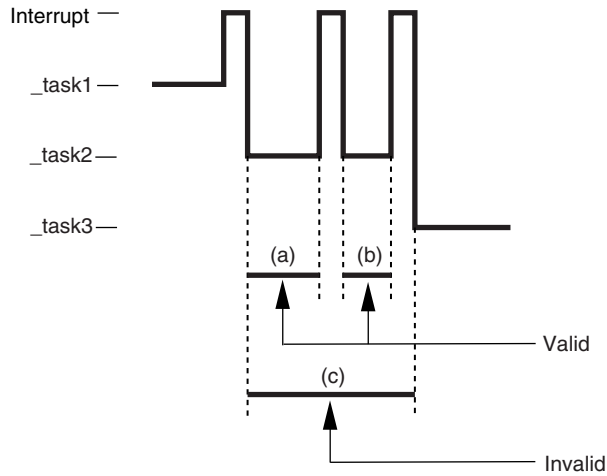 Interrupt
_task1
_task2
_task3
(a)
(b)
Valid
(c)
Invalid